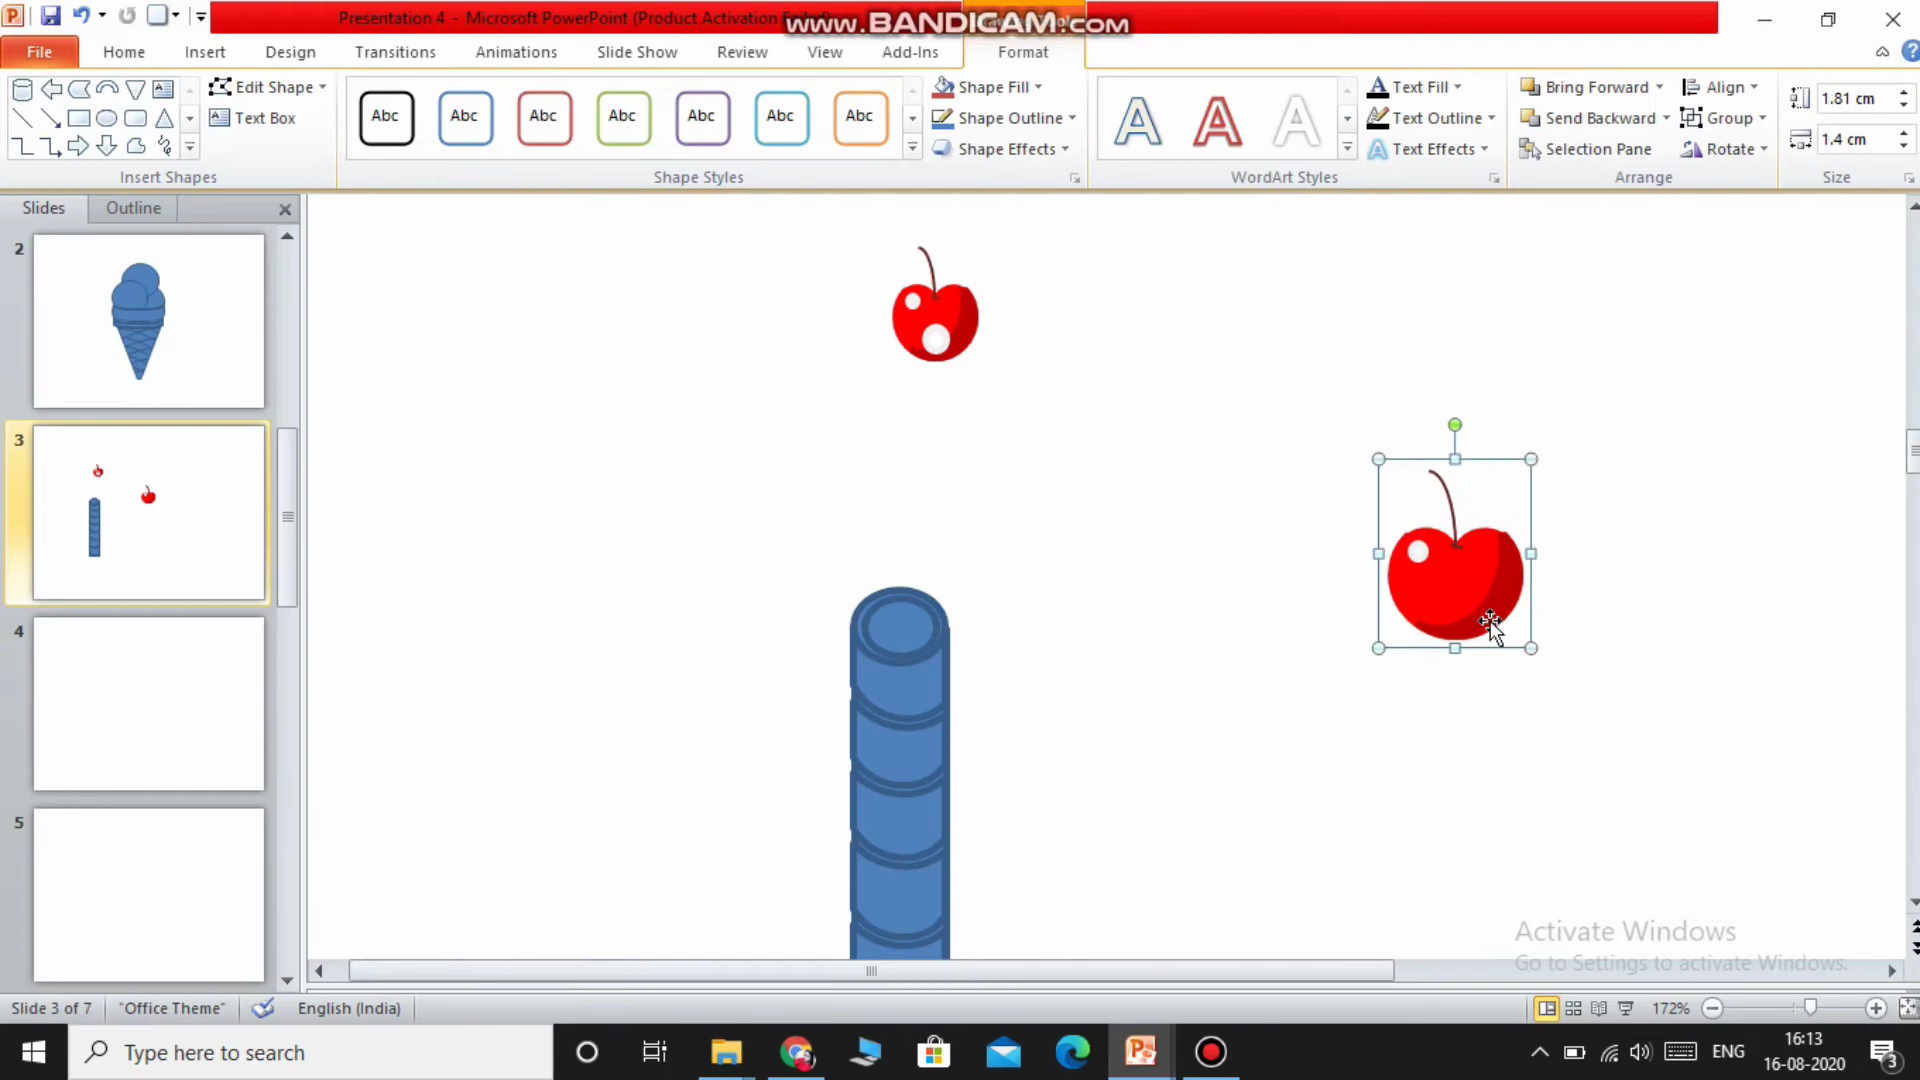 Presentation 4 - Microsoft PowerPoint (Product Activation
www.BANDICAM.com
File Home Insert Design Transitions Animations Slide Show Review View Add-Ins Format
Edit Shape
Text Box
Insert Shapes
Abc Abc Abc Abc Abc Abc Abc
Shape Fill
Shape Outline
Shape Effects
Shape Styles
A A A
Text Fill
Text Outline
Text Effects
WordArt Styles
Bring Forward
Send Backward
Selection Pane
Align
Group
Rotate
Arrange
1.81 cm
1.4 cm
Size
Slides Outline
2
3
4
5
Activate Windows
Go to Settings to activate Windows.
Slide 3 of 7 "Office Theme" English (India) 172%
Type here to search
ENG
16:13
16-08-2020
3